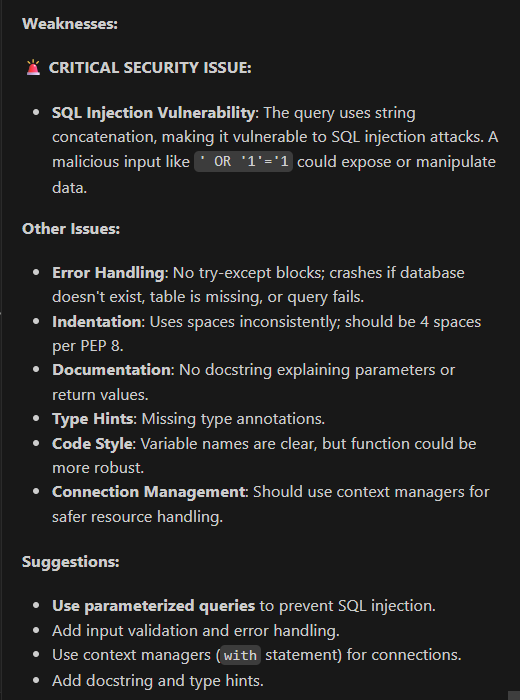 Weaknesses:
🚨 CRITICAL SECURITY ISSUE:
• SQL Injection Vulnerability: The query uses string
concatenation, making it vulnerable to SQL injection attacks. A
malicious input like ' OR '1'='1 could expose or manipulate
data.
Other Issues:
• Error Handling: No try-except blocks; crashes if database
doesn't exist, table is missing, or query fails.
• Indentation: Uses spaces inconsistently; should be 4 spaces
per PEP 8.
• Documentation: No docstring explaining parameters or
return values.
• Type Hints: Missing type annotations.
• Code Style: Variable names are clear, but function could be
more robust.
• Connection Management: Should use context managers for
safer resource handling.
Suggestions:
• Use parameterized queries to prevent SQL injection.
• Add input validation and error handling.
• Use context managers (with statement) for connections.
• Add docstring and type hints.